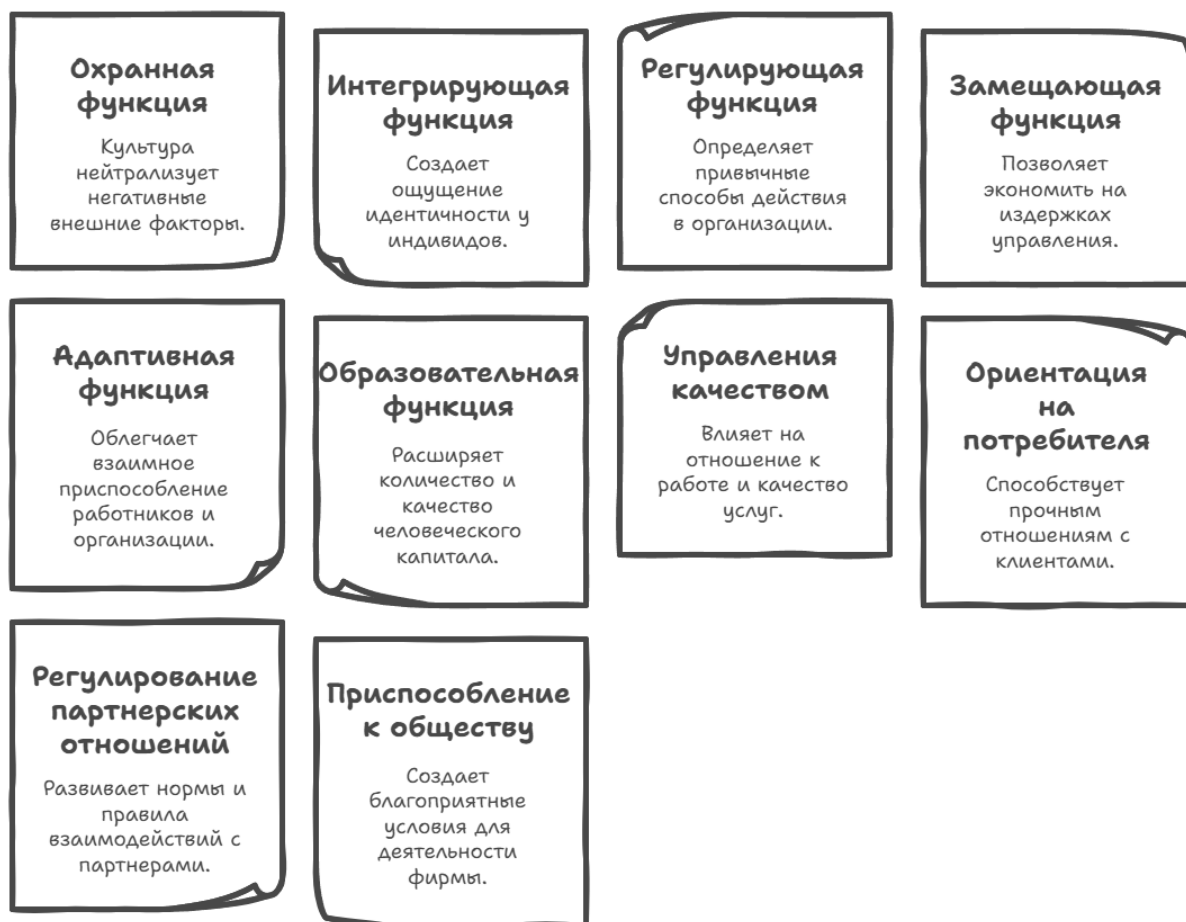 Охранная
функция
Культура
нейтрализует
негативные
внешние факторы.
Интегрирующая
функция
Создает
ощущение
идентичности у
индивидов.
Регулирующая
функция
Определяет
привычные
способы действия
в организации.
Замещающая
функция
Позволяет
экономить на
издержках
управления.
Адаптивная
функция
Облегчает
взаимное
приспособление
работников и
организации.
Образовательная
функция
Расширяет
количество и
качество
человеческого
капитала.
Управления
качеством
Влияет на
отношение к
работе и качество
услуг.
Ориентация
на
потребителя
Способствует
прочным
отношениям с
клиентами.
Регулирование
партнерских
отношений
Развивает нормы и
правила
взаимодействий с
партнерами.
Приспособление
к обществу
Создает
благоприятные
условия для
деятельности
фирмы.